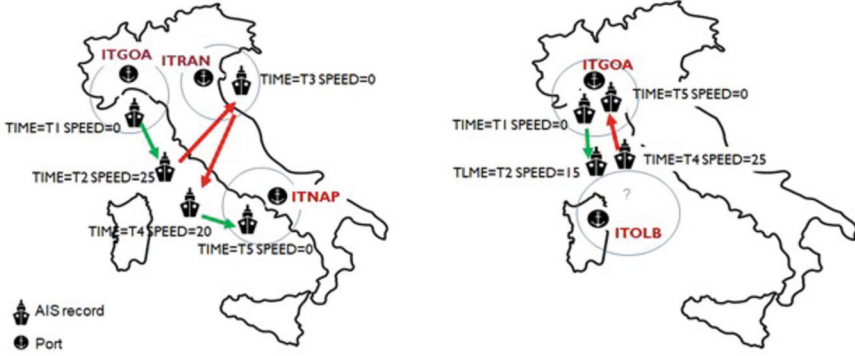 ITGOA
ITRAN
TIME=T3 SPEED=0
TIME=T1 SPEED=0
TIME=T2 SPEED=25
ITNAP
TIME=T4 SPEED=20
TIME=T5 SPEED=0
AIS record
Port
ITGOA
TIME=T5 SPEED=0
TIME=T1 SPEED=0
TIME=T4 SPEED=25
TLME=T2 SPEED=15
?
ITOLB